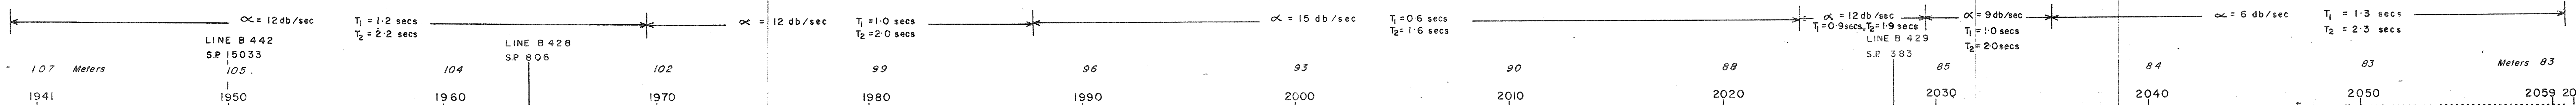 ∝ = 12 db/sec T₁ = 1.2 secs ∝ = 12 db/sec T₁ = 1.0 secs ∝ = 15 db/sec T₁ = 0.6 secs ∝ = 12 db/sec ∝ = 9 db/sec ∝ = 6 db/sec T₁ = 1.3 secs
T₂ = 2.2 secs T₂ = 2.0 secs T₂ = 1.6 secs T₁ = 0.9 secs, T₂ = 1.9 secs T₁ = 1.0 secs T₂ = 2.3 secs
LINE B 442 LINE B 428 LINE B 429 T₂ = 2.0 secs
S.P 15033 S.P 806 S.P. 383
107 Meters 105 104 102 99 96 93 90 88 85 84 83 Meters 83
1941 1950 1960 1970 1980 1990 2000 2010 2020 2030 2040 2050 2059 20